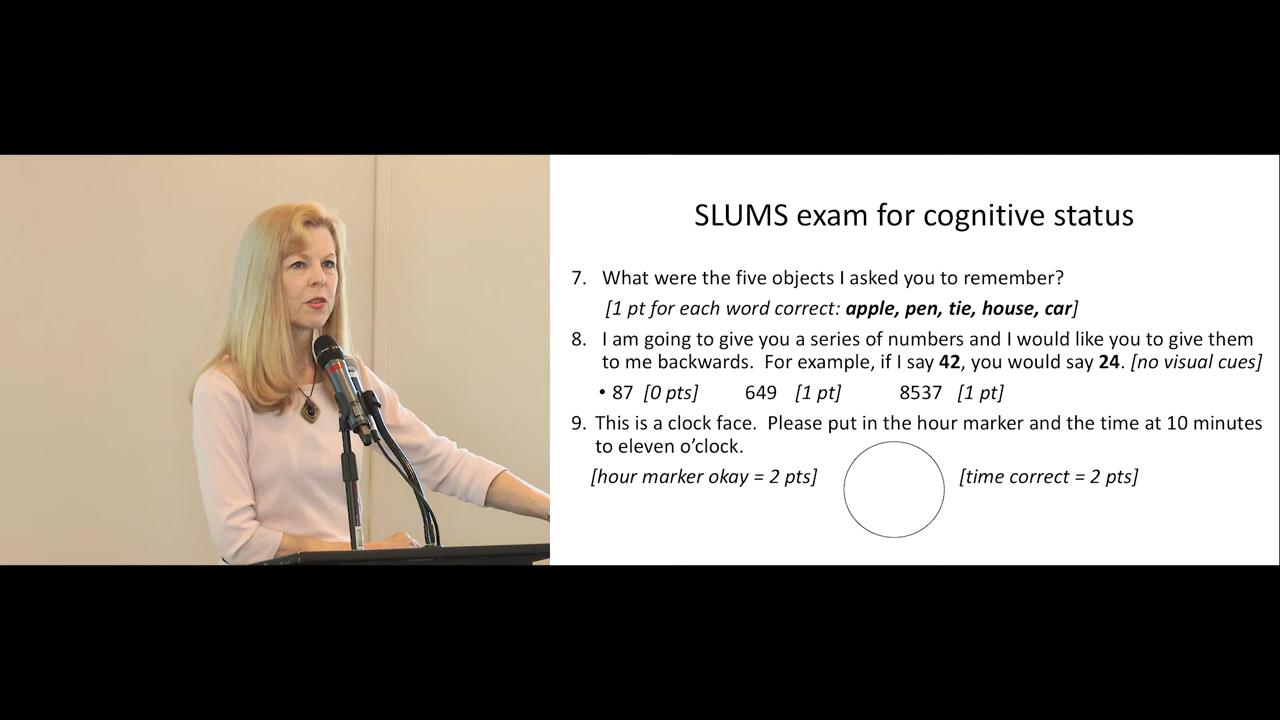 SLUMS exam for cognitive status
7. What were the five objects I asked you to remember?
[1 pt for each word correct: apple, pen, tie, house, car]
8. I am going to give you a series of numbers and I would like you to give them
to me backwards. For example, if I say 42, you would say 24. [no visual cues]
• 87 [0 pts] 649 [1 pt] 8537 [1 pt]
9. This is a clock face. Please put in the hour marker and the time at 10 minutes
to eleven o’clock.
[hour marker okay = 2 pts] [time correct = 2 pts]